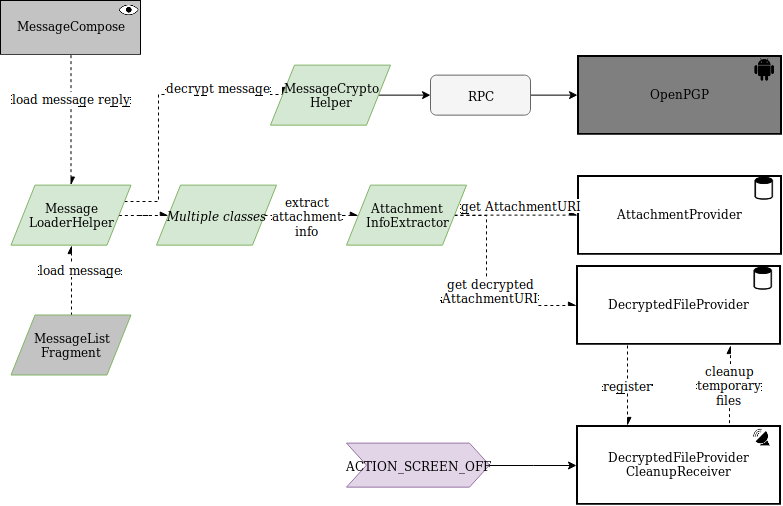 MessageCompose
load message reply
decrypt message
MessageCrypto
Helper
RPC
OpenPGP
Message
LoaderHelper
Multiple classes
extract
attachment
info
Attachment
InfoExtractor
get AttachmentURI
AttachmentProvider
load message
get decrypted
AttachmentURI
DecryptedFileProvider
MessageList
Fragment
register
cleanup
temporary
files
ACTION_SCREEN_OFF
DecryptedFileProvider
CleanupReceiver